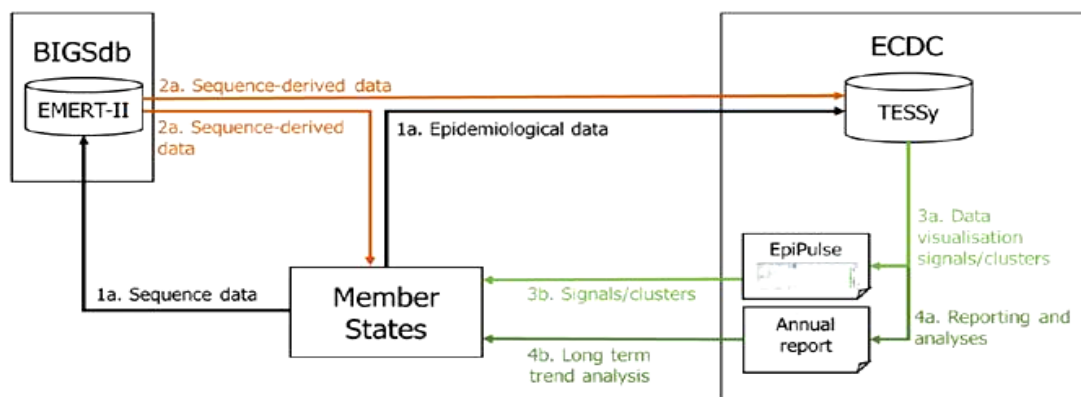 BIGSdb
EMERT-II
2a. Sequence-derived data
2a. Sequence-derived
data
1a. Epidemiological data
ECDC
TESSy
3a. Data
visualisation
signals/clusters
EpiPulse
1a. Sequence data
Member
States
3b. Signals/clusters
Annual
report
4a. Reporting and
analyses
4b. Long term
trend analysis